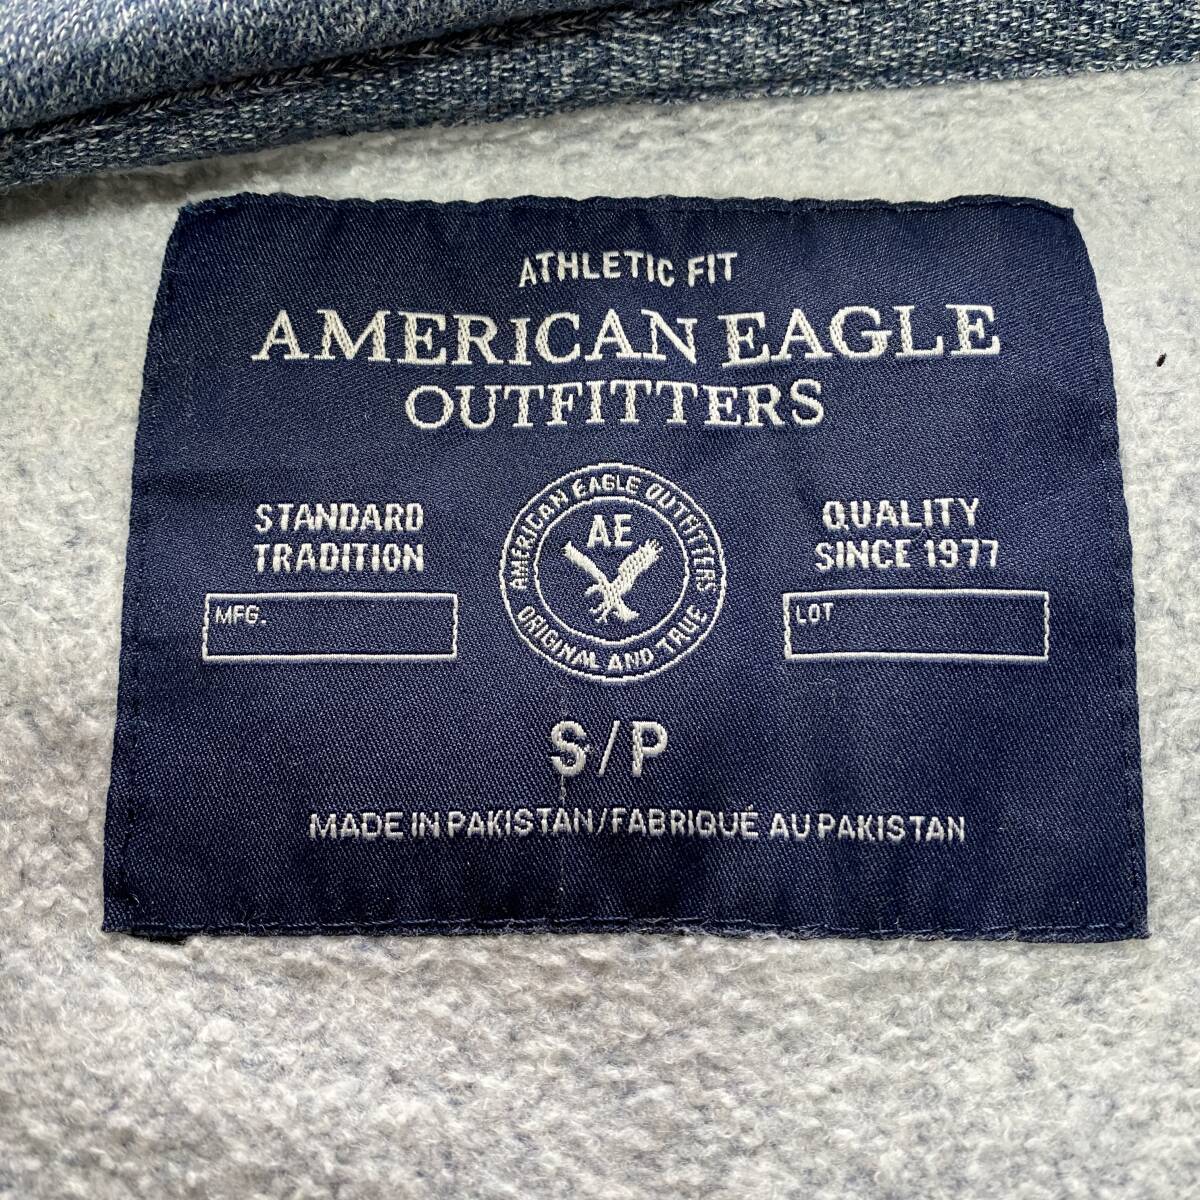 ATHLETIC FIT
AMERICAN EAGLE
OUTFITTERS
STANDARD
TRADITION
MFG.
AMERICAN EAGLE OUTFITTERS
AE
ORIGINAL AND TRUE
QUALITY
SINCE 1977
LOT
S/P
MADE IN PAKISTAN/FABRIQUÉ AU PAKISTAN